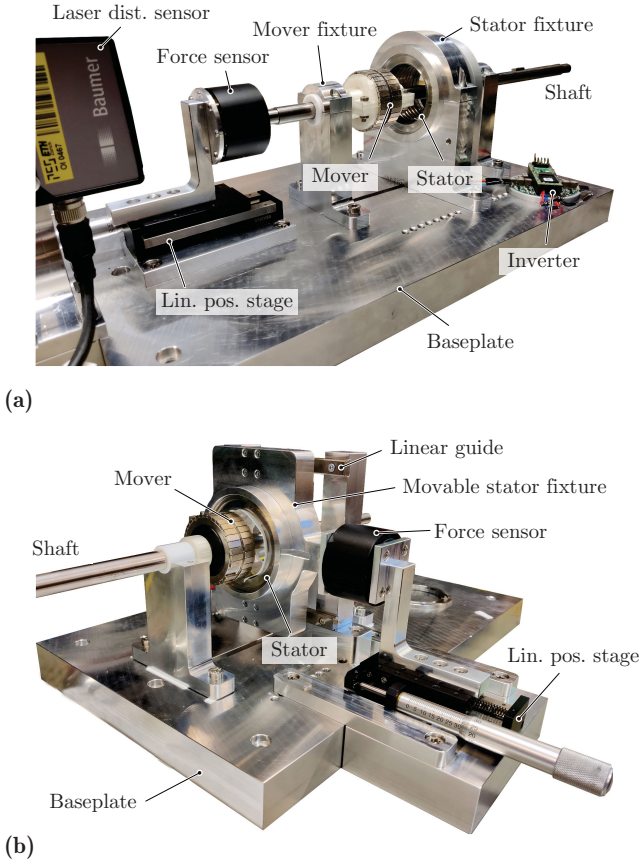 Laser dist. sensor
Mover fixture
Stator fixture
Force sensor
Baumer
Shaft
ETH
Mover
Stator
Inverter
Lin. pos. stage
Baseplate
(a)
Linear guide
Mover
Movable stator fixture
Force sensor
Shaft
Stator
Lin. pos. stage
Baseplate
(b)